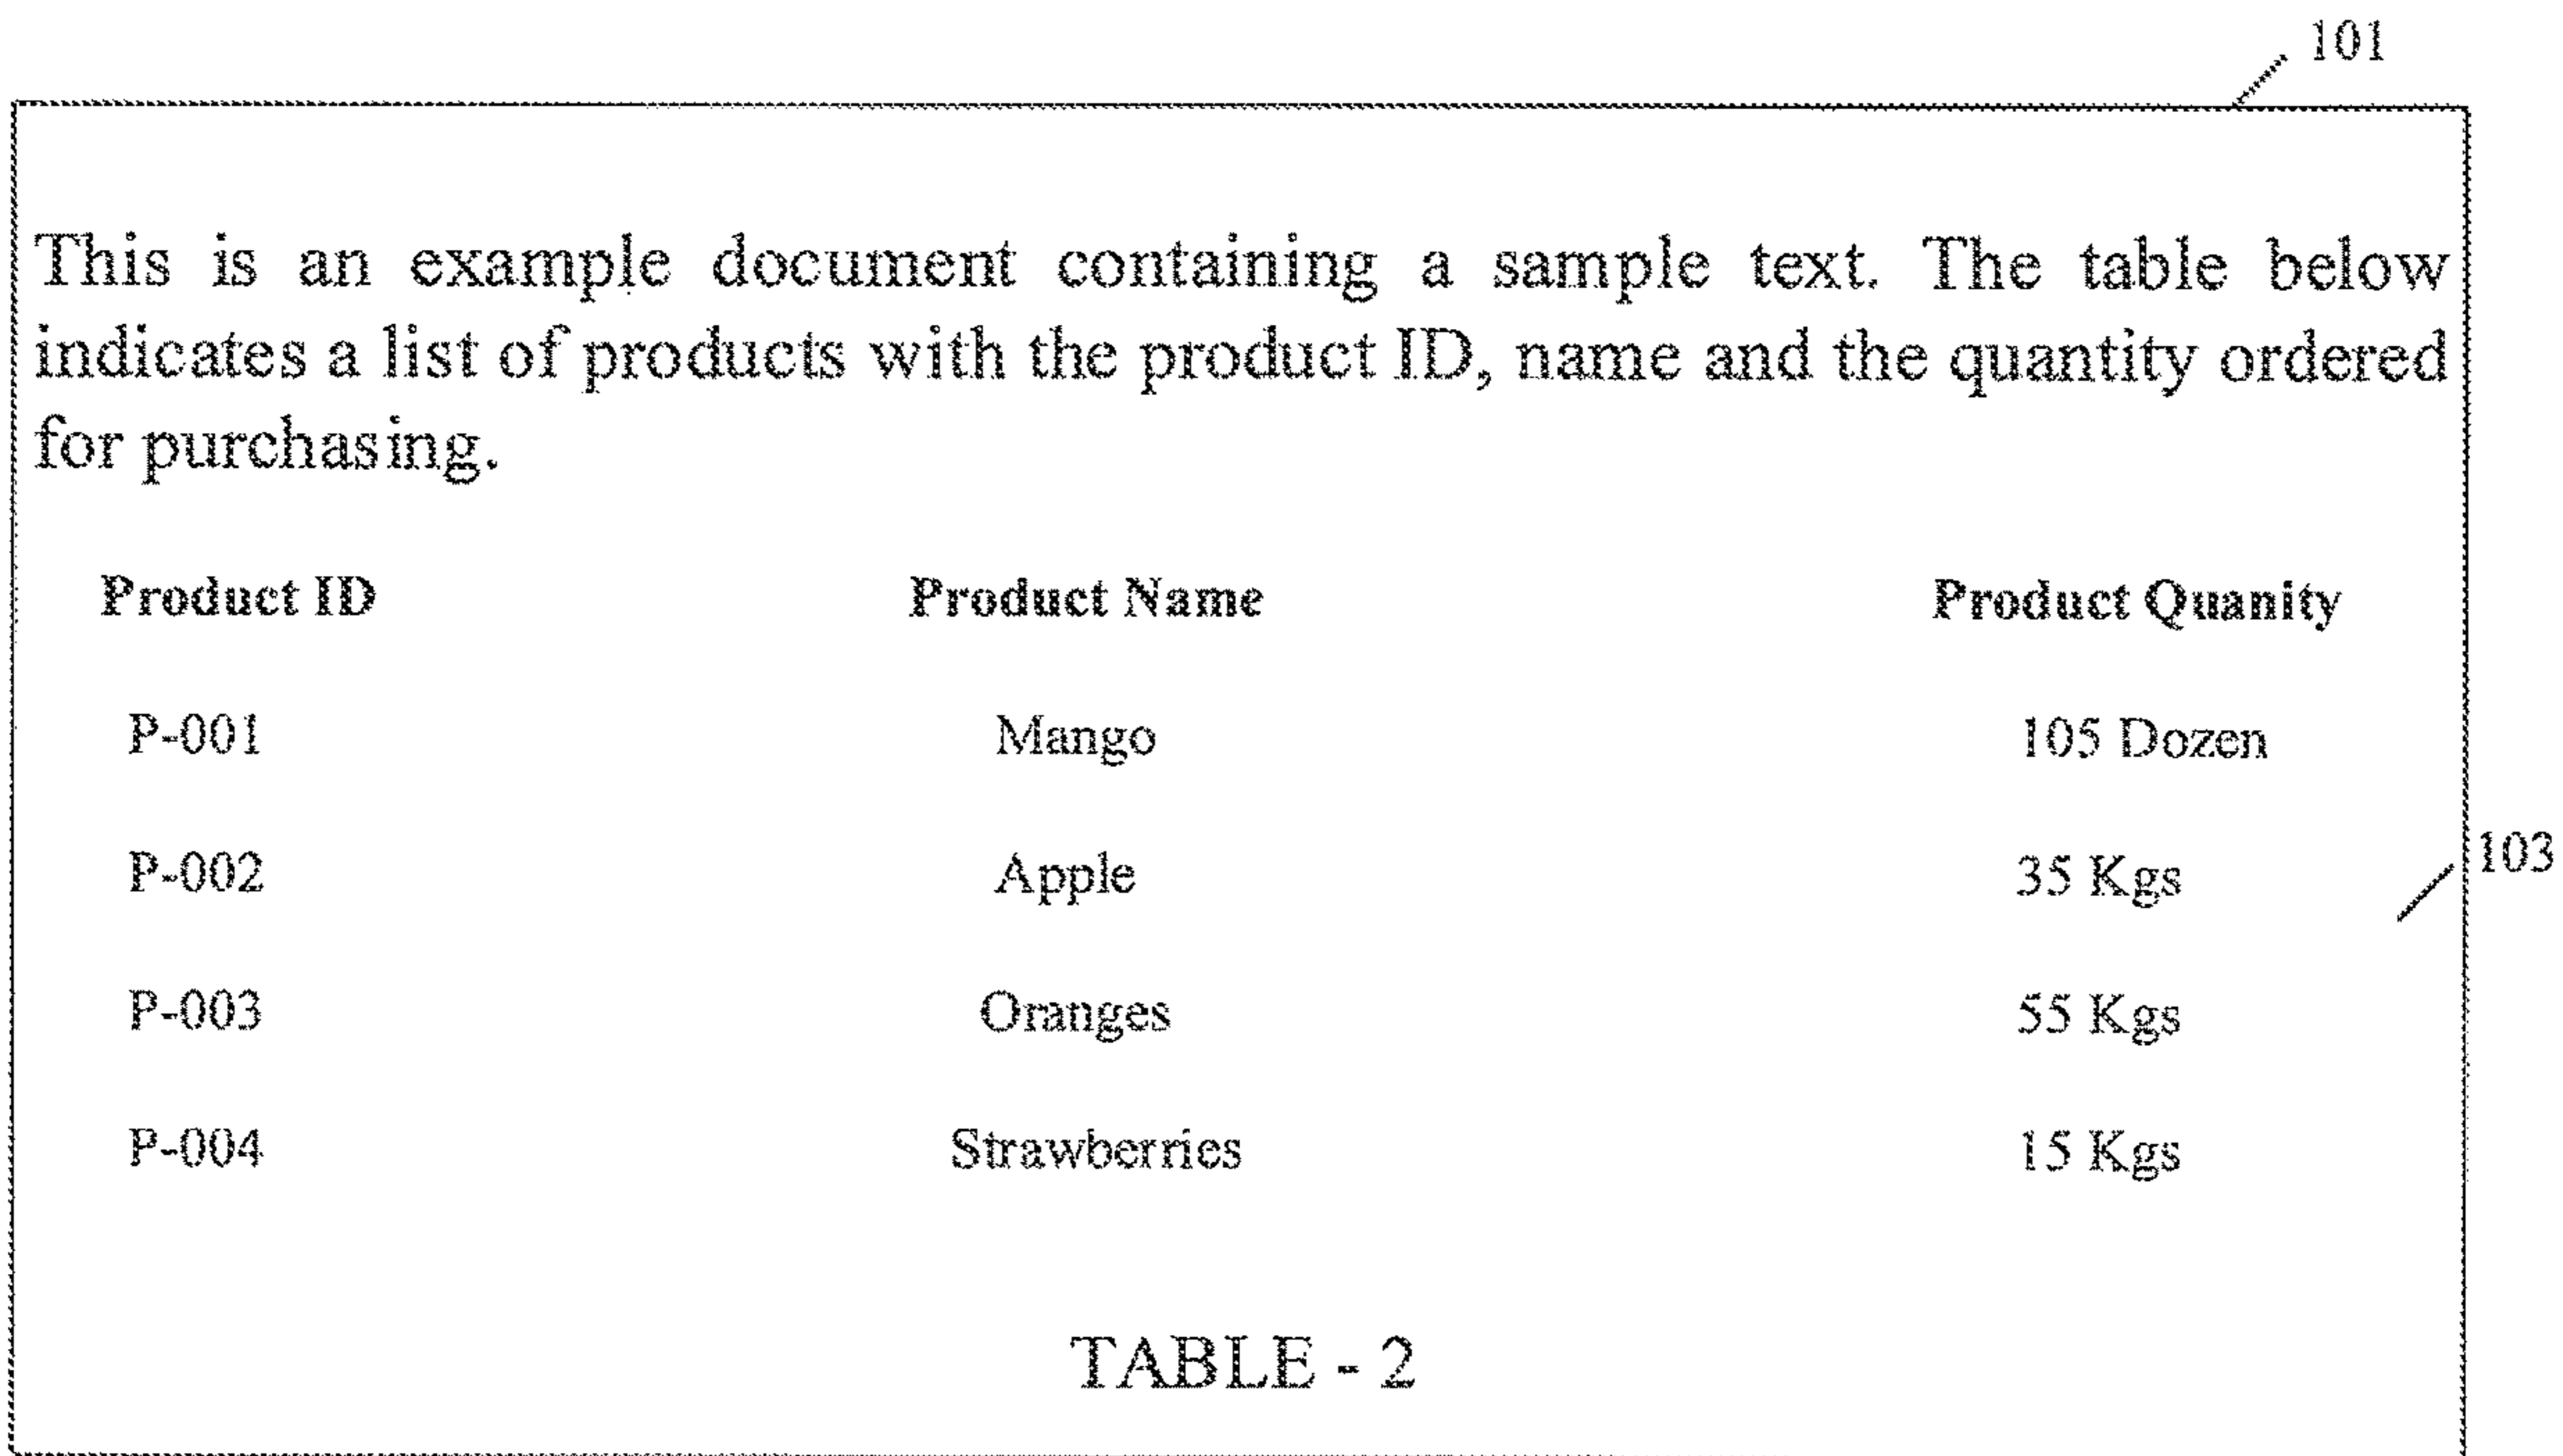 101
This is an example document containing a sample text. The table below
indicates a list of products with the product ID, name and the quantity ordered
for purchasing.
Product ID Product Name Product Quanity
P-001 Mango 105 Dozen
P-002 Apple 35 Kgs 103
P-003 Oranges 55 Kgs
P-004 Strawberries 15 Kgs
TABLE - 2